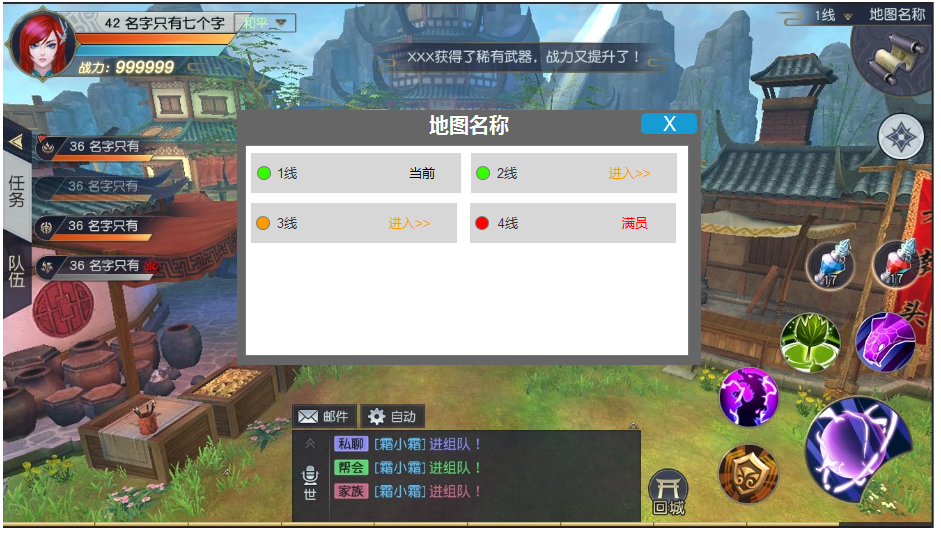 42 名字只有七个字 和平
战力：999999
1线 地图名称
XXX获得了稀有武器，战力又提升了！
地图名称 X
1线 当前 2线 进入>>
3线 进入>> 4线 满员
任务
队伍
36 名字只有
36 名字只有
36 名字只有
36 名字只有
17 17
头
邮件 自动
私聊 [霜小霜]进组队！
帮会 [霜小霜]进组队！
家族 [霜小霜]进组队！
世
回城